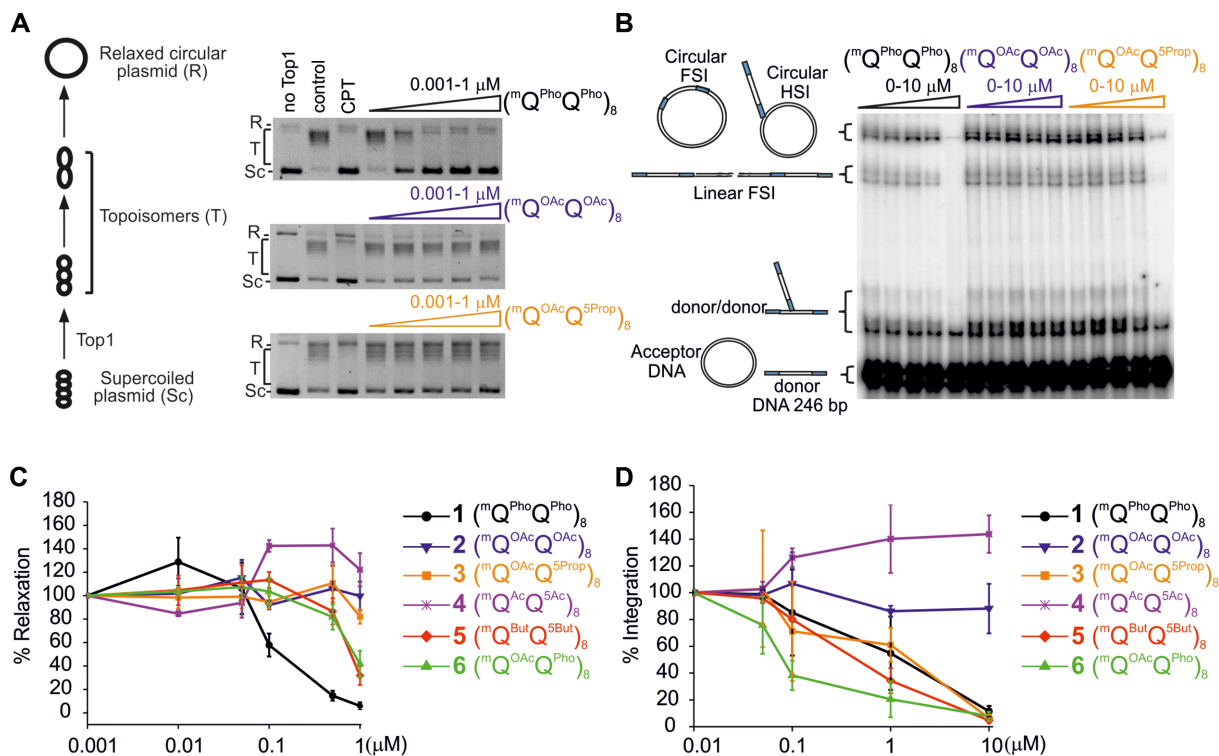 A
Relaxed circular
plasmid (R)
Topoisomers (T)
Top1
Supercoiled
plasmid (Sc)
no Top1
control
CPT
0.001-1 µM
(mQPhoQPho)8
R
T
Sc
0.001-1 µM
(mQOAcQOAc)8
R
T
Sc
0.001-1 µM
(mQOAcQ5Prop)8
R
T
Sc
B
Circular
FSI
Circular
HSI
Linear FSI
donor/donor
Acceptor
DNA
donor
DNA 246 bp
(mQPhoQPho)8 (mQOAcQOAc)8 (mQOAcQ5Prop)8
0-10 µM 0-10 µM 0-10 µM
C
% Relaxation
180
160
140
120
100
80
60
40
20
0
0.001 0.01 0.1 1 (µM)
1 (mQPhoQPho)8
2 (mQOAcQOAc)8
3 (mQOAcQ5Prop)8
4 (mQAcQ5Ac)8
5 (mQButQ5But)8
6 (mQOAcQPho)8
D
% Integration
180
160
140
120
100
80
60
40
20
0
0.01 0.1 1 10 (µM)
1 (mQPhoQPho)8
2 (mQOAcQOAc)8
3 (mQOAcQ5Prop)8
4 (mQAcQ5Ac)8
5 (mQButQ5But)8
6 (mQOAcQPho)8